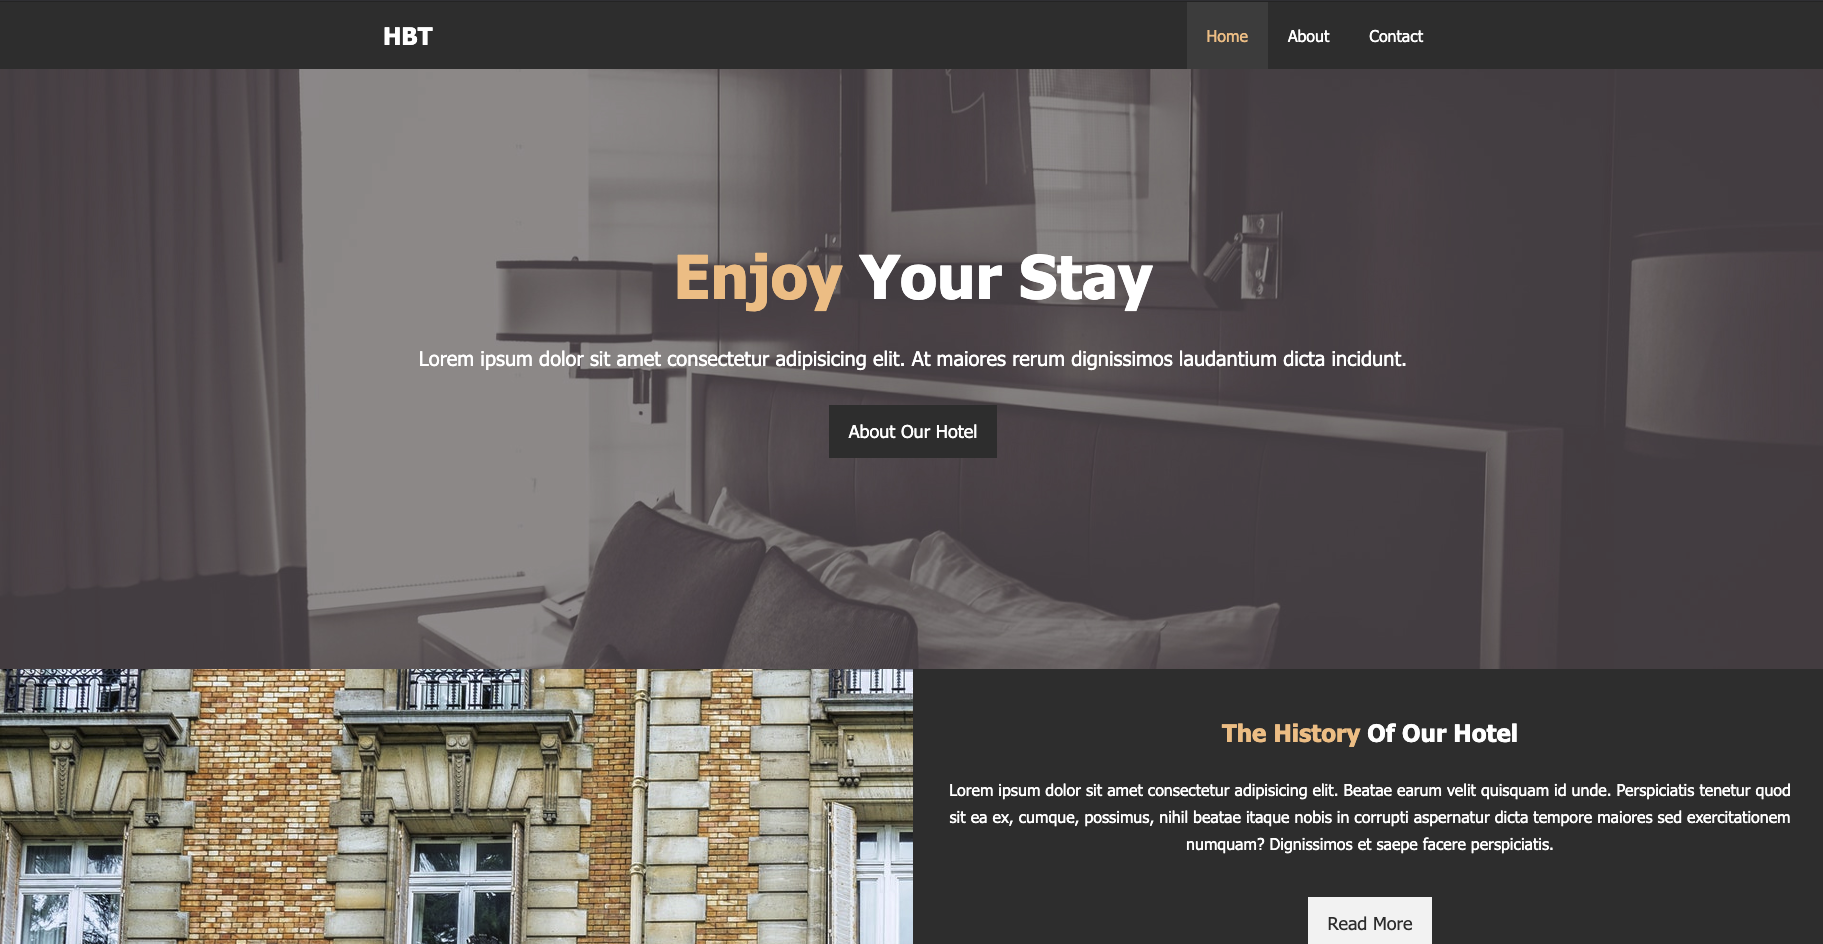 HBT
Home About Contact
Enjoy Your Stay
Lorem ipsum dolor sit amet consectetur adipisicing elit. At maiores rerum dignissimos laudantium dicta incidunt.
About Our Hotel
The History Of Our Hotel
Lorem ipsum dolor sit amet consectetur adipisicing elit. Beatae earum velit quisquam id unde. Perspiciatis tenetur quod
sit ea ex, cumque, possimus, nihil beatae itaque nobis in corrupti aspernatur dicta tempore maiores sed exercitationem
numquam? Dignissimos et saepe facere perspiciatis.
Read More